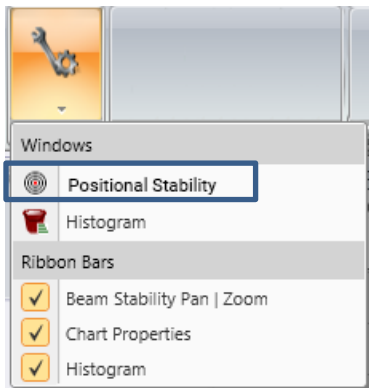 Windows
Positional Stability
Histogram
Ribbon Bars
Beam Stability Pan | Zoom
Chart Properties
Histogram